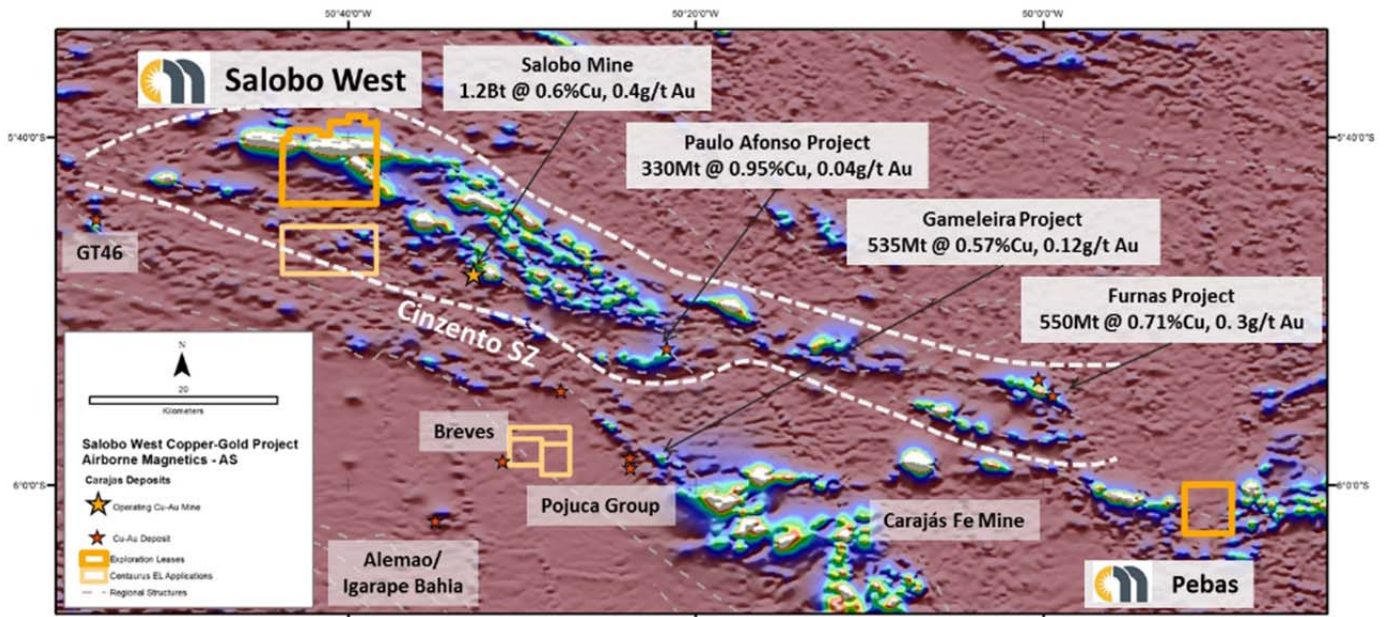 50°40'0"W
50°20'0"W
50°0'0"W
Salobo West
Salobo Mine
1.2Bt @ 0.6%Cu, 0.4g/t Au
5°40'0"S
5°40'0"S
Paulo Afonso Project
330Mt @ 0.95%Cu, 0.04g/t Au
Gameleira Project
535Mt @ 0.57%Cu, 0.12g/t Au
GT46
Furnas Project
550Mt @ 0.71%Cu, 0. 3g/t Au
Cinzento SZ
N
20
Kilometers
Salobo West Copper-Gold Project
Airborne Magnetics - AS
Carajas Deposits
Operating Cu-Au Mine
Cu-Au Deposit
Exploration Leases
Centaurus EL Applications
Regional Structures
Breves
6°0'0"S
6°0'0"S
Pojuca Group
Carajás Fe Mine
Alemao/
Igarape Bahia
Pebas